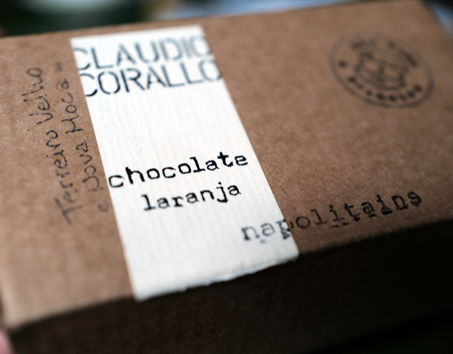 CLAUDIO
CORALLO
chocolate
laranja
napolitains
Terreiro Velho
e Nova Moca